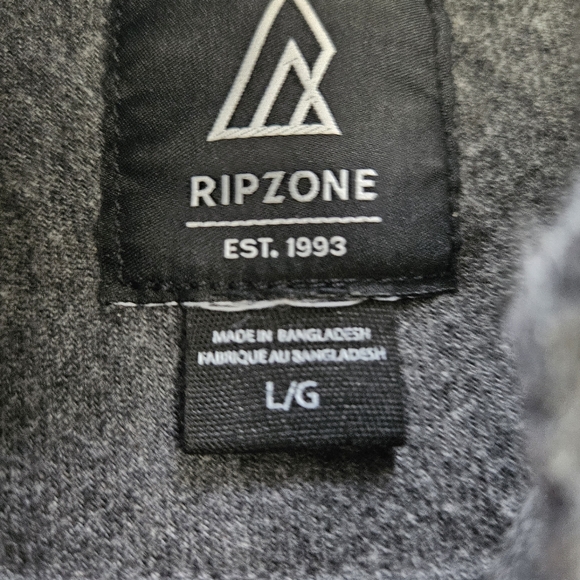 RIPZONE
EST. 1993
MADE IN BANGLADESH
FABRIQUE AU BANGLADESH
L/G